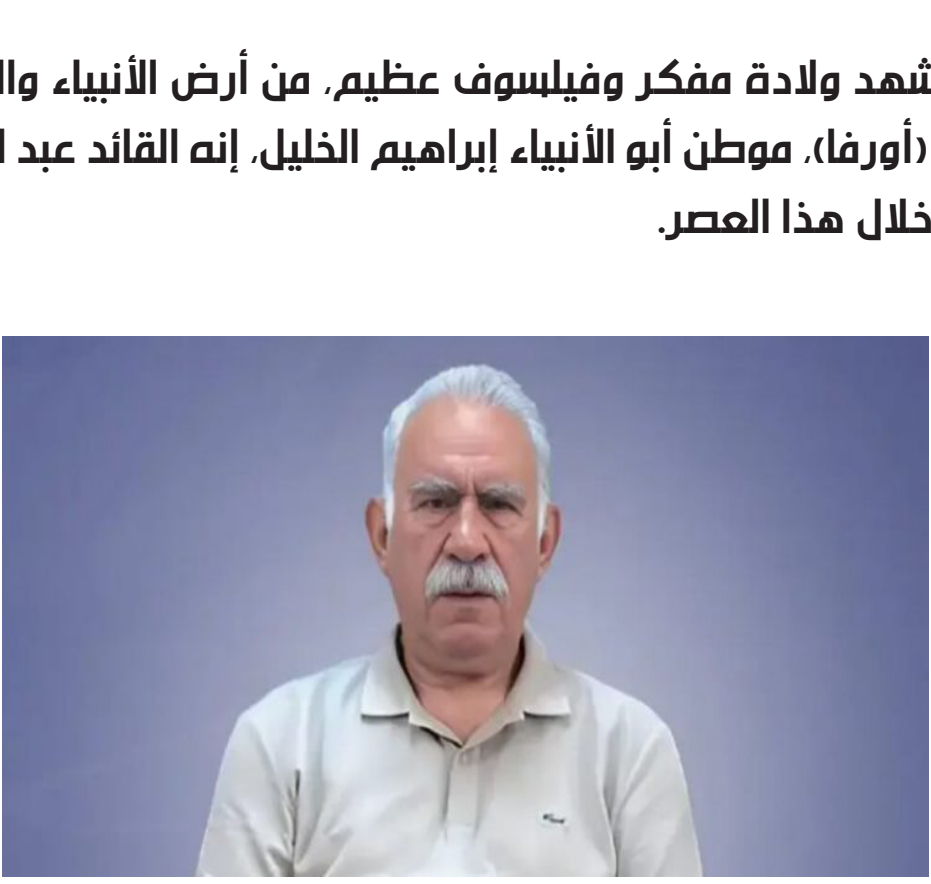 شهد ولادة مفكر وفيلسوف عظيم، من أرض الأنبياء
(أورفا)، موطن أبو الأنبياء إبراهيم الخليل، إنه القائد عبد
خلال هذا العصر.